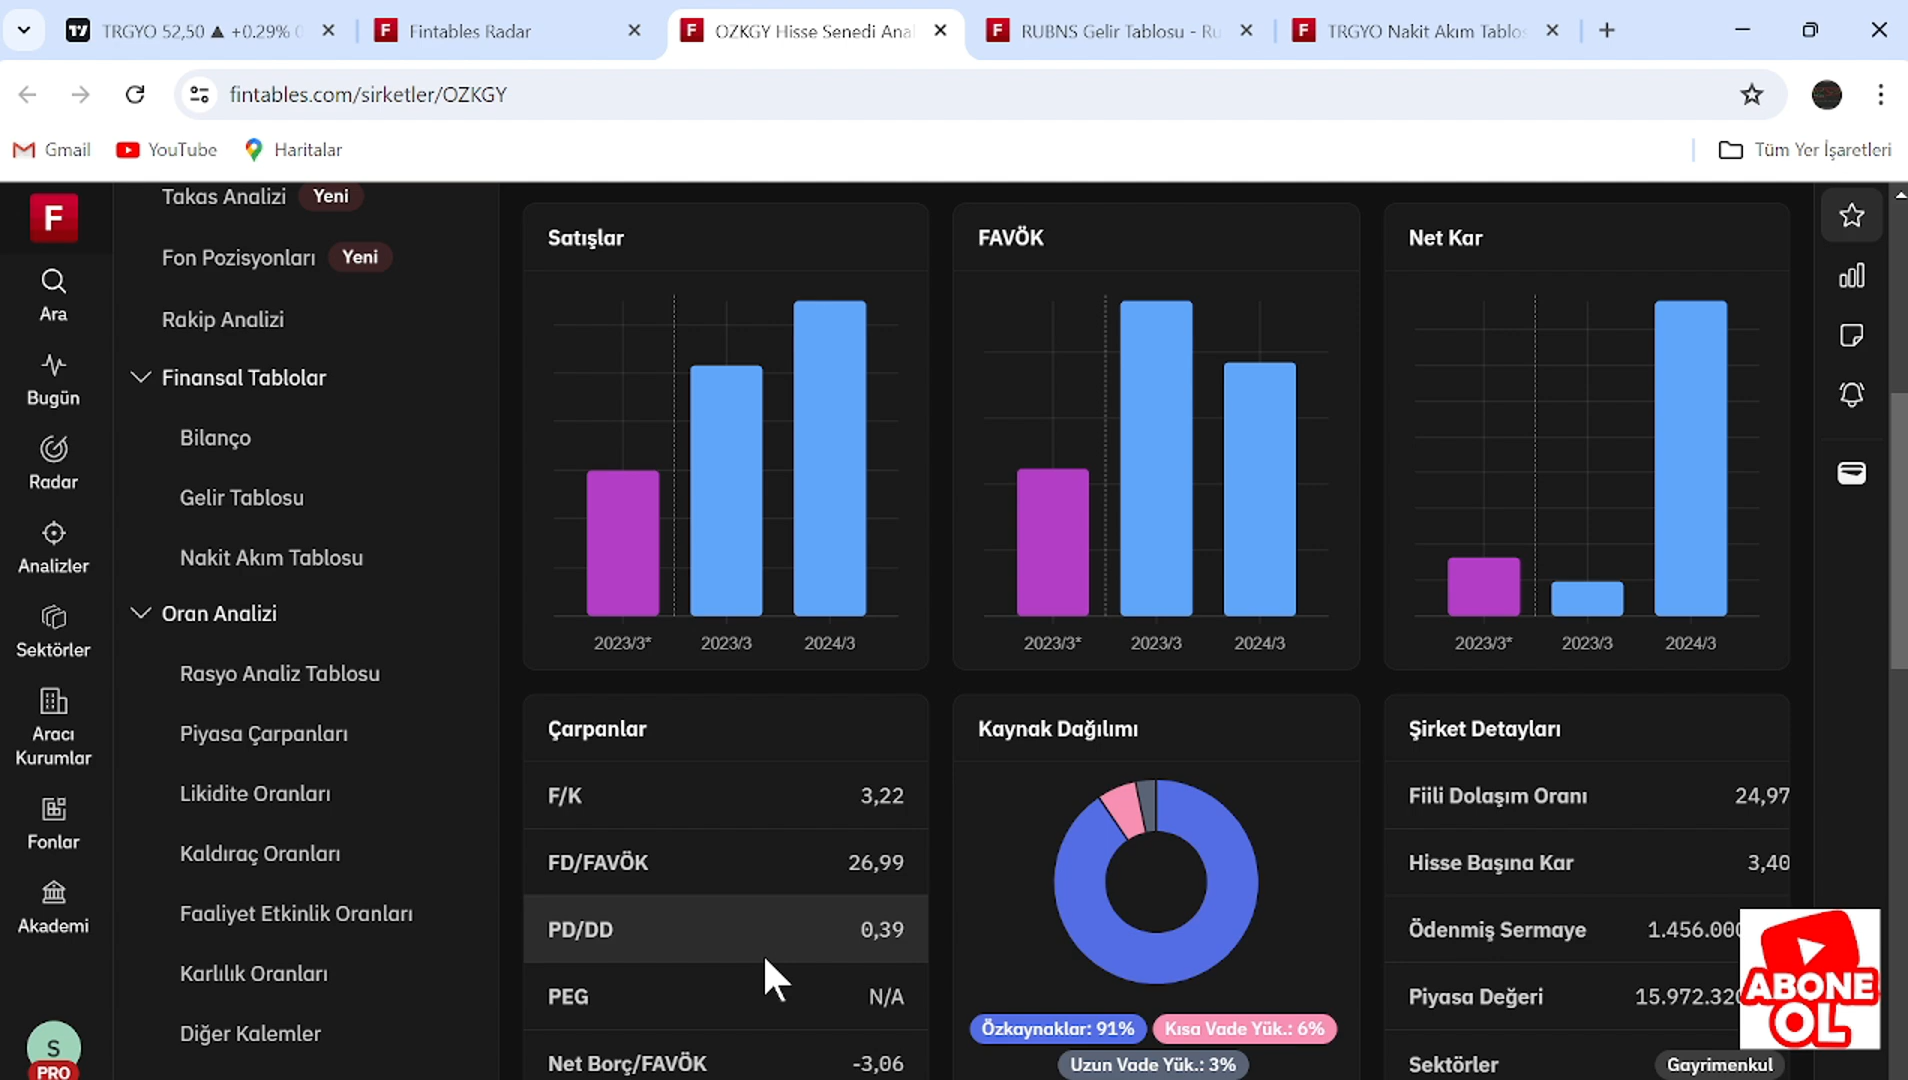 TRGYO 52,50 ▲ +0.29%
Fintables Radar
OZKGY Hisse Senedi Anal
RUBNS Gelir Tablosu - Ru
TRGYO Nakit Akım Tablos
fintables.com/sirketler/OZKGY
Gmail
YouTube
Haritalar
Tüm Yer İşaretleri
F
Ara
Bugün
Radar
Analizler
Sektörler
Aracı
Kurumlar
Fonlar
Akademi
S
PRO
Takas Analizi Yeni
Fon Pozisyonları Yeni
Rakip Analizi
Finansal Tablolar
Bilanço
Gelir Tablosu
Nakit Akım Tablosu
Oran Analizi
Rasyo Analiz Tablosu
Piyasa Çarpanları
Likidite Oranları
Kaldıraç Oranları
Faaliyet Etkinlik Oranları
Karlılık Oranları
Diğer Kalemler
Satışlar
2023/3* 2023/3 2024/3
FAVÖK
2023/3* 2023/3 2024/3
Net Kar
2023/3* 2023/3 2024/3
Çarpanlar
F/K 3,22
FD/FAVÖK 26,99
PD/DD 0,39
PEG N/A
Net Borç/FAVÖK -3,06
Kaynak Dağılımı
Özkaynaklar: 91% Kısa Vade Yük.: 6%
Uzun Vade Yük.: 3%
Şirket Detayları
Fiili Dolaşım Oranı 24,97
Hisse Başına Kar 3,40
Ödenmiş Sermaye 1.456.000
Piyasa Değeri 15.972.320
Sektörler Gayrimenkul
ABONE
OL